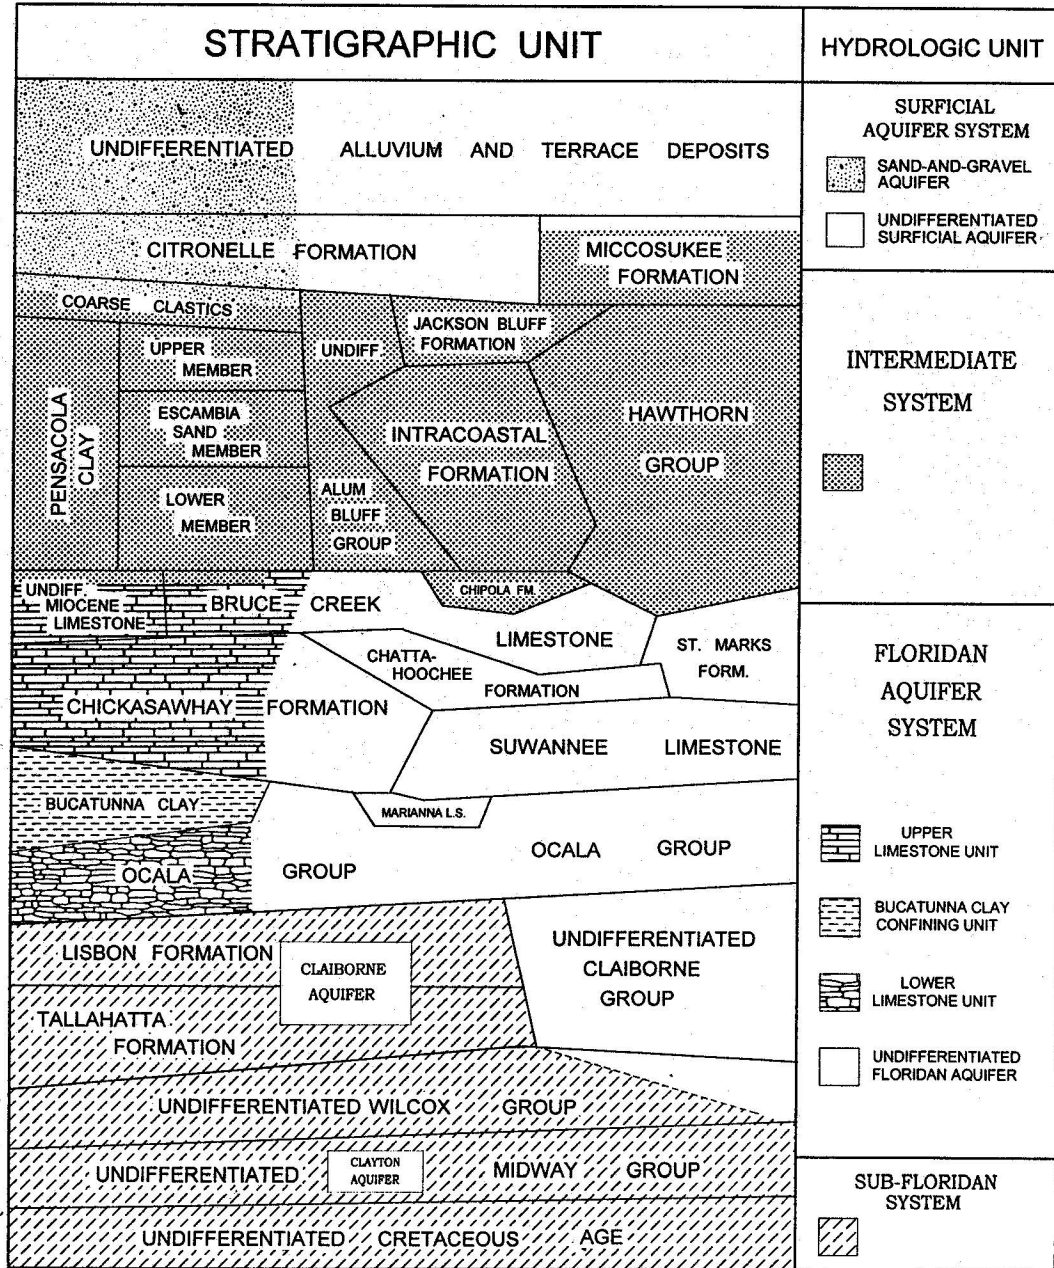 STRATIGRAPHIC UNIT
HYDROLOGIC UNIT
UNDIFFERENTIATED ALLUVIUM AND TERRACE DEPOSITS
CITRONELLE FORMATION
MICCOSUKEE
FORMATION
COARSE CLASTICS
PENSACOLA
CLAY
UPPER
MEMBER
ESCAMBIA
SAND
MEMBER
LOWER
MEMBER
UNDIFF.
JACKSON BLUFF
FORMATION
INTRACOASTAL
FORMATION
ALUM
BLUFF
GROUP
HAWTHORN
GROUP
UNDIFF.
MIOCENE
LIMESTONE
BRUCE CREEK LIMESTONE
CHIPOLA FM.
CHATTA-
HOOCHEE
FORMATION
ST. MARKS
FORM.
CHICKASAWHAY FORMATION
SUWANNEE LIMESTONE
BUCATUNNA CLAY
MARIANNA L.S.
OCALA GROUP
OCALA GROUP
LISBON FORMATION
CLAIBORNE
AQUIFER
TALLAHATTA
FORMATION
UNDIFFERENTIATED
CLAIBORNE
GROUP
UNDIFFERENTIATED WILCOX GROUP
UNDIFFERENTIATED MIDWAY GROUP
CLAYTON
AQUIFER
UNDIFFERENTIATED CRETACEOUS AGE
SURFICIAL
AQUIFER SYSTEM
SAND-AND-GRAVEL
AQUIFER
UNDIFFERENTIATED
SURFICIAL AQUIFER
INTERMEDIATE
SYSTEM
FLORIDAN
AQUIFER
SYSTEM
UPPER
LIMESTONE UNIT
BUCATUNNA CLAY
CONFINING UNIT
LOWER
LIMESTONE UNIT
UNDIFFERENTIATED
FLORIDAN AQUIFER
SUB-FLORIDAN
SYSTEM